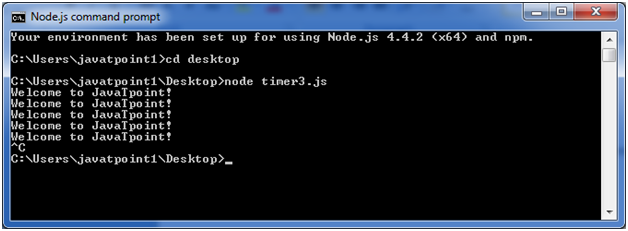 Node.js command prompt
Your environment has been set up for using Node.js 4.4.2 (x64) and npm.
C:\Users\javatpoint1>cd desktop
C:\Users\javatpoint1\Desktop>node timer3.js
Welcome to JavaTpoint!
Welcome to JavaTpoint!
Welcome to JavaTpoint!
Welcome to JavaTpoint!
Welcome to JavaTpoint!
^C
C:\Users\javatpoint1\Desktop>_